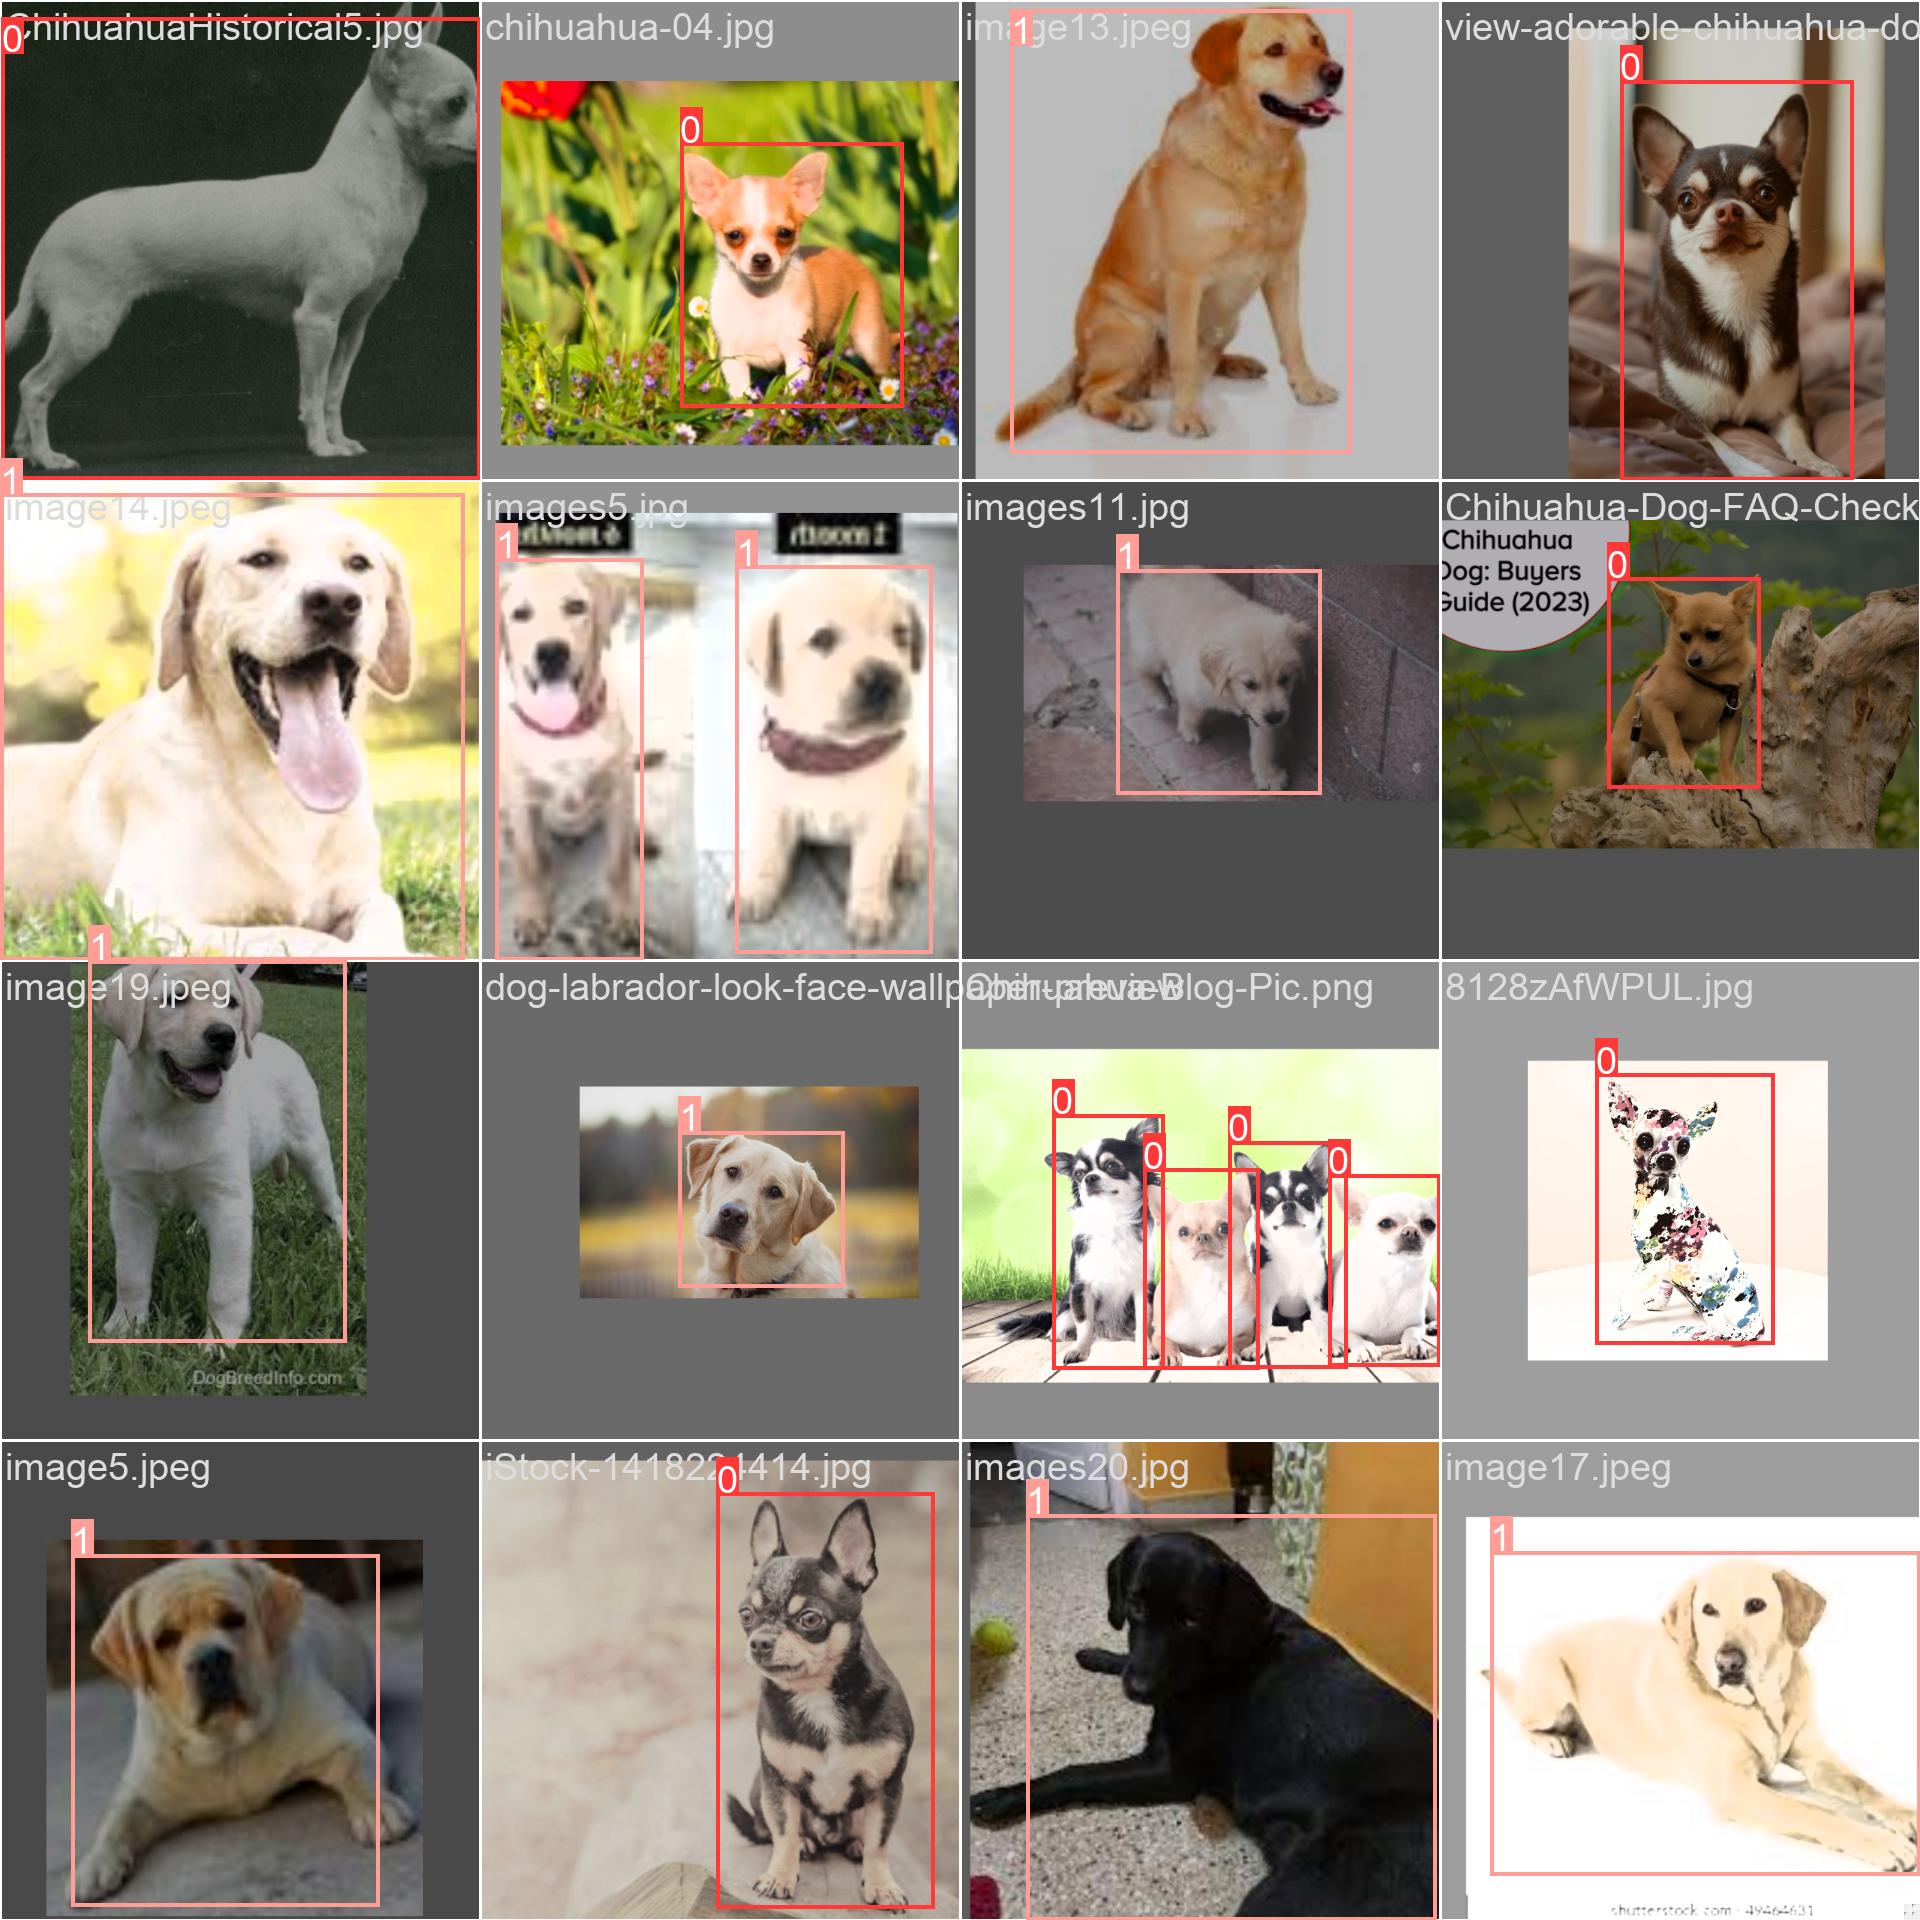 ChihuahuaHistorical5.jpg
chihuahua-04.jpg
image13.jpeg
view-adorable-chihuahua-do
0
0
1
0
image14.jpeg
images5.jpg
images11.jpg
Chihuahua-Dog-FAQ-Check
1
1
1
1
0
Chihuahua
Dog: Buyers
Guide (2023)
image19.jpeg
dog-labrador-look-face-wallpaper-preview
Chihuahua-Blog-Pic.png
8128zAfWPUL.jpg
1
1
0
0
0
0
0
DogBreedInfo.com
image5.jpeg
iStock-1418224414.jpg
images20.jpg
image17.jpeg
1
0
1
1
shutterstock.com · 49464631